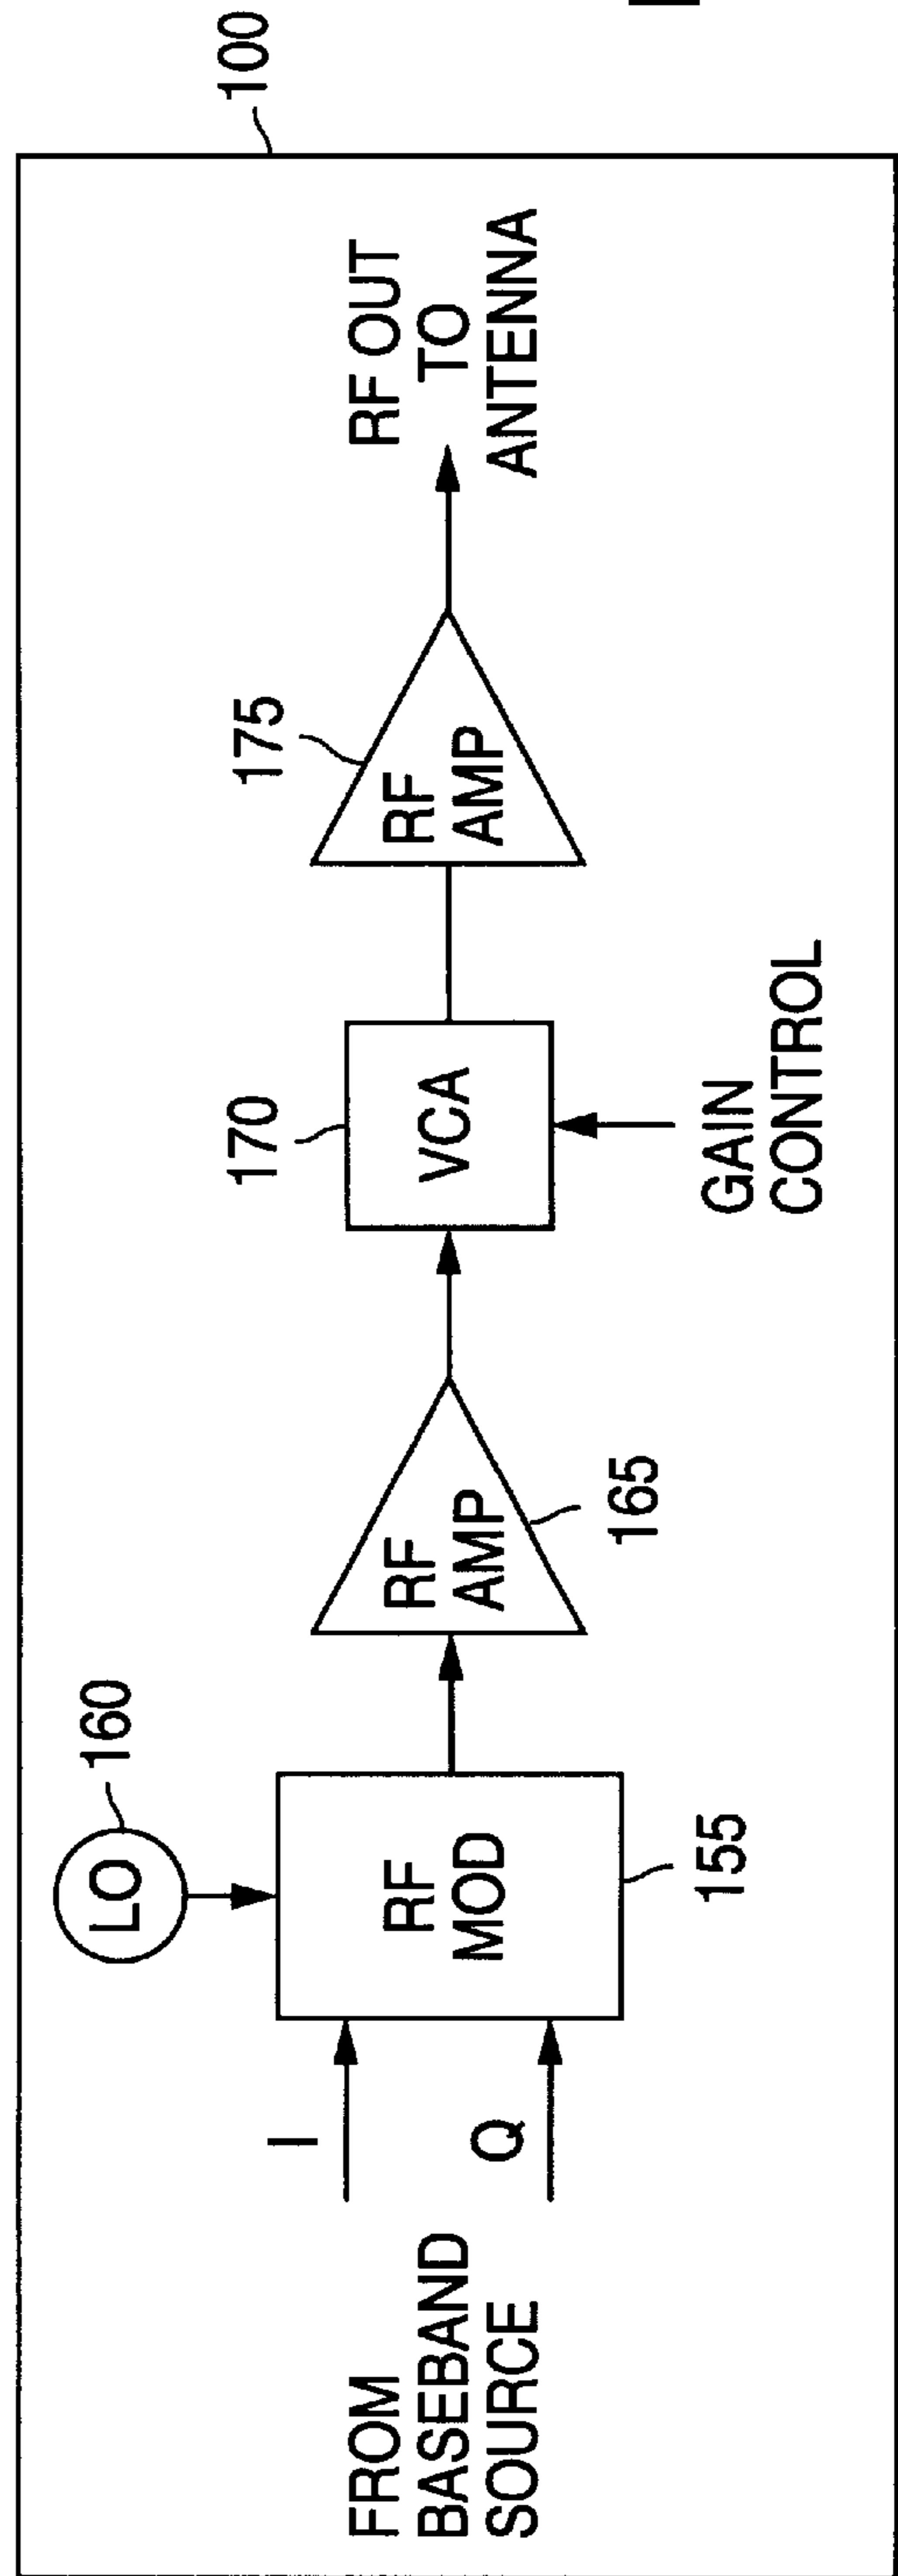 100
LO
160
FROM
BASEBAND
SOURCE
I
Q
RF
MOD
155
RF
AMP
165
170
VCA
GAIN
CONTROL
175
RF
AMP
RF OUT
TO
ANTENNA